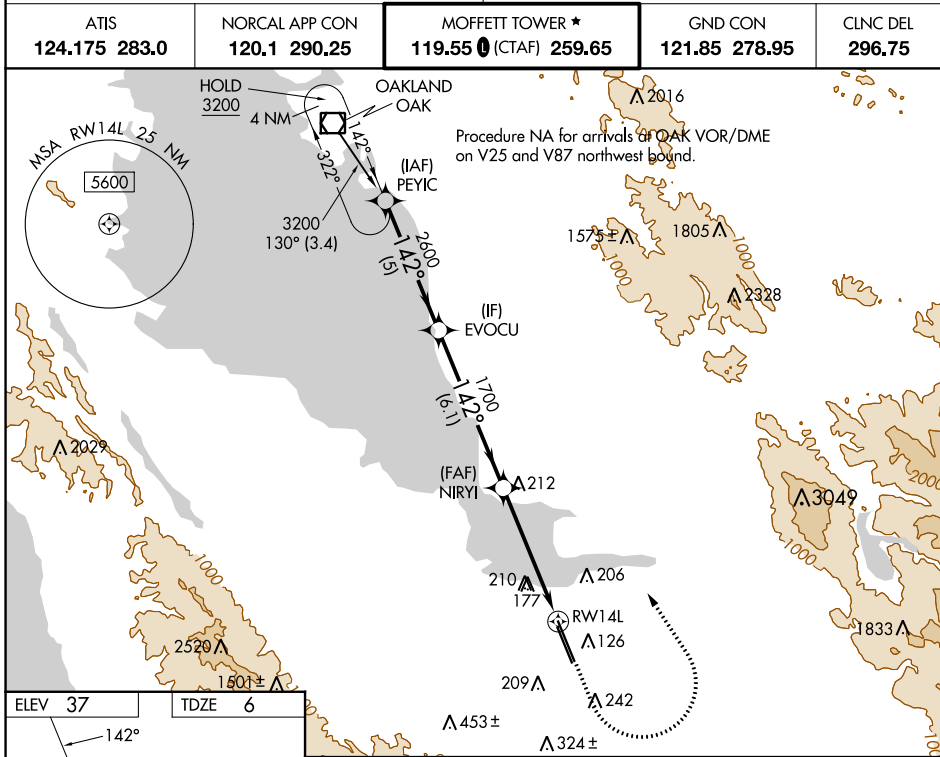 ATIS
124.175 283.0
NORCAL APP CON
120.1 290.25
MOFFETT TOWER ★
119.55 L (CTAF) 259.65
GND CON
121.85 278.95
CLNC DEL
296.75
HOLD
3200
4 NM
OAKLAND
OAK
2016
Procedure NA for arrivals at OAK VOR/DME
on V25 and V87 northwest bound.
MSA RW14L 25 NM
5600
142°
322°
(IAF)
PEYIC
3200
130° (3.4)
2600
142°
(5)
1575±
1805
1000
1000
2328
(IF)
EVOCU
1700
142°
(6.1)
2029
(FAF)
NIRYI
212
3049
2000
1000
1000
210
177
206
RW14L
126
1833
2520
1501±
209
242
453±
324±
100
ELEV 37
TDZE 6
142°